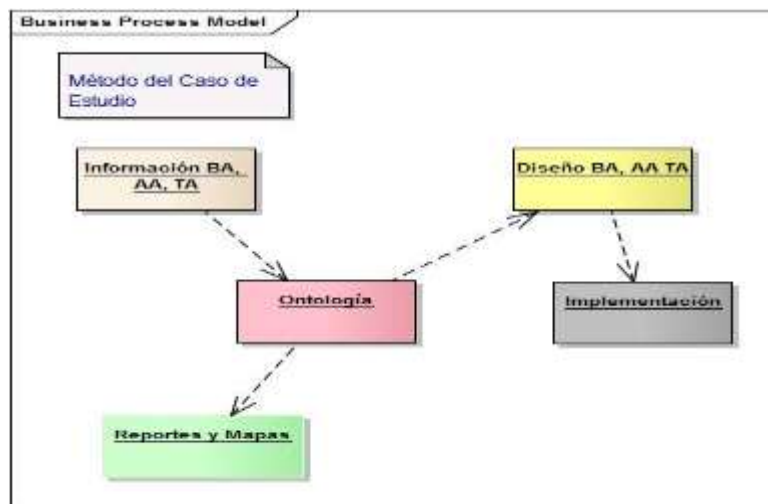 Business Process Model
Método del Caso de
Estudio
Información BA,
AA, TA
Diseño BA, AA TA
Ontología
Implementación
Reportes y Mapas